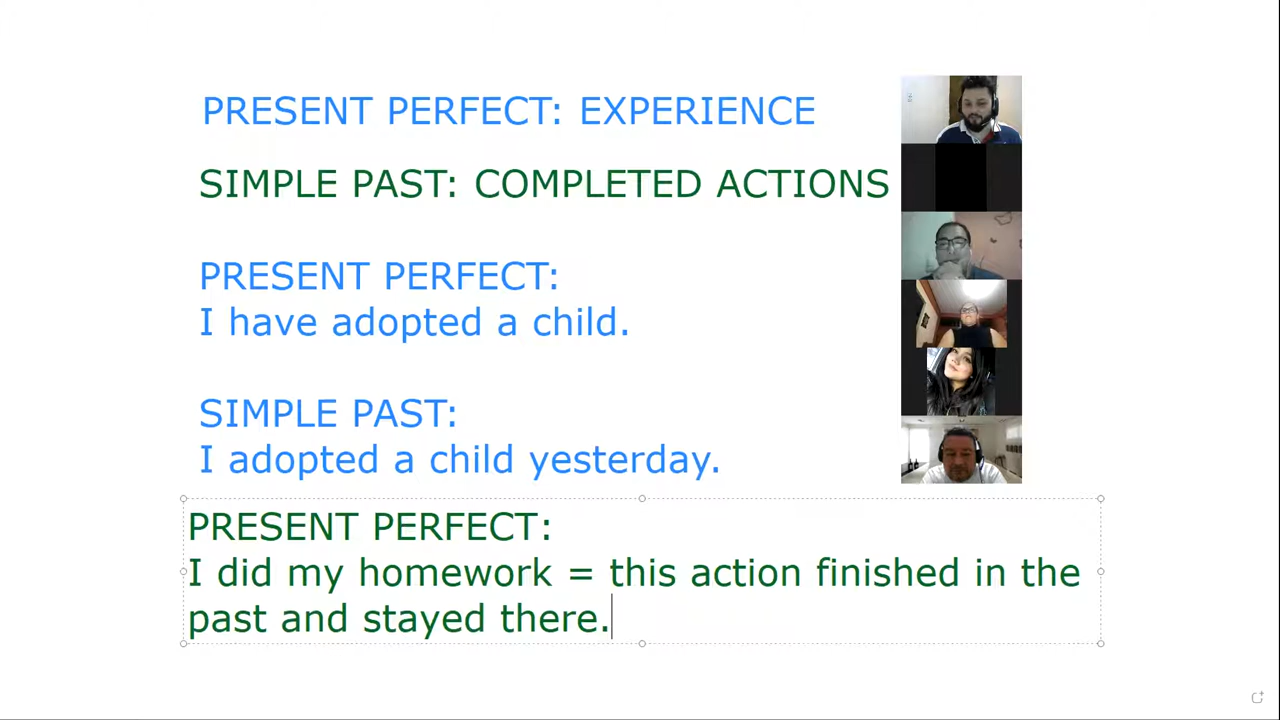 PRESENT PERFECT: EXPERIENCE
SIMPLE PAST: COMPLETED ACTIONS
PRESENT PERFECT:
I have adopted a child.
SIMPLE PAST:
I adopted a child yesterday.
PRESENT PERFECT:
I did my homework = this action finished in the
past and stayed there.